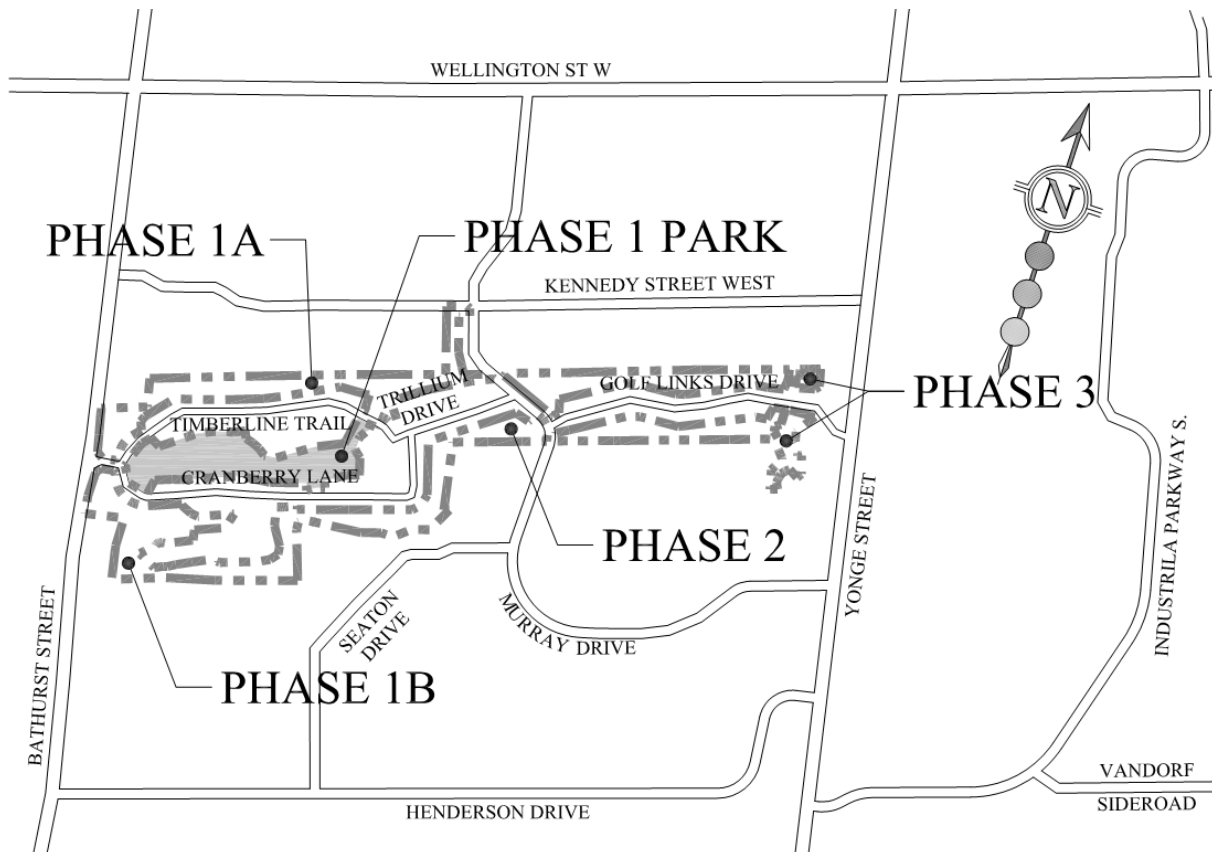 WELLINGTON ST W
N
PHASE 1A
PHASE 1 PARK
KENNEDY STREET WEST
TRILLIUM
DRIVE
GOLF LINKS DRIVE
PHASE 3
TIMBERLINE TRAIL
CRANBERRY LANE
PHASE 2
YONGE STREET
INDUSTRILA PARKWAY S.
BATHURST STREET
SEATON
DRIVE
MURRAY DRIVE
PHASE 1B
VANDORF
SIDEROAD
HENDERSON DRIVE